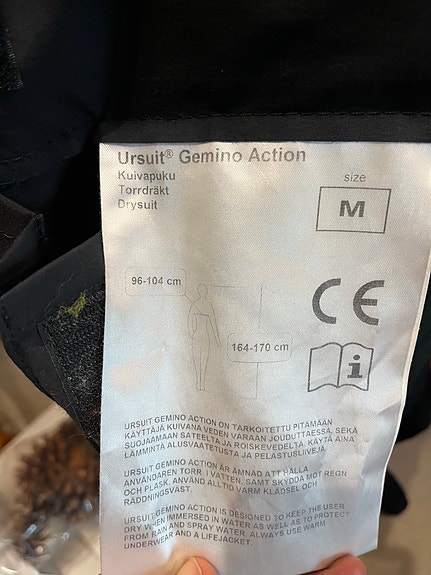 Ursuit® Gemino Action
Kuivapuku
Torrdräkt
Drysuit
size
M
96-104 cm
CE
164-170 cm
i
URSUIT GEMINO ACTION ON TARKOITETTU PITÄMÄÄN
KÄYTTÄJÄ KUIVANA VEDEN VARAAN JOUDUTTAESSA, SEKÄ
SUOJAAMAAN SATEELTA JA ROISKEVEDELTÄ. KÄYTÄ AINA
LÄMMINTÄ ALUSVAATETUSTA JA PELASTUSLIIVEJÄ.
URSUIT GEMINO ACTION ÄR ÄMNAD ATT HÅLLA
ANVÄNDAREN TORR I VATTEN, SAMT SKYDDA MOT REGN
OCH PLASK. ANVÄND ALLTID VARM KLÄDSEL OCH
RÄDDNINGSVÄST.
URSUIT GEMINO ACTION IS DESIGNED TO KEEP THE USER
DRY WHEN IMMERSED IN WATER AS WELL AS TO PROTECT
FROM RAIN AND SPRAY WATER. ALWAYS USE WARM
UNDERWEAR AND A LIFEJACKET.